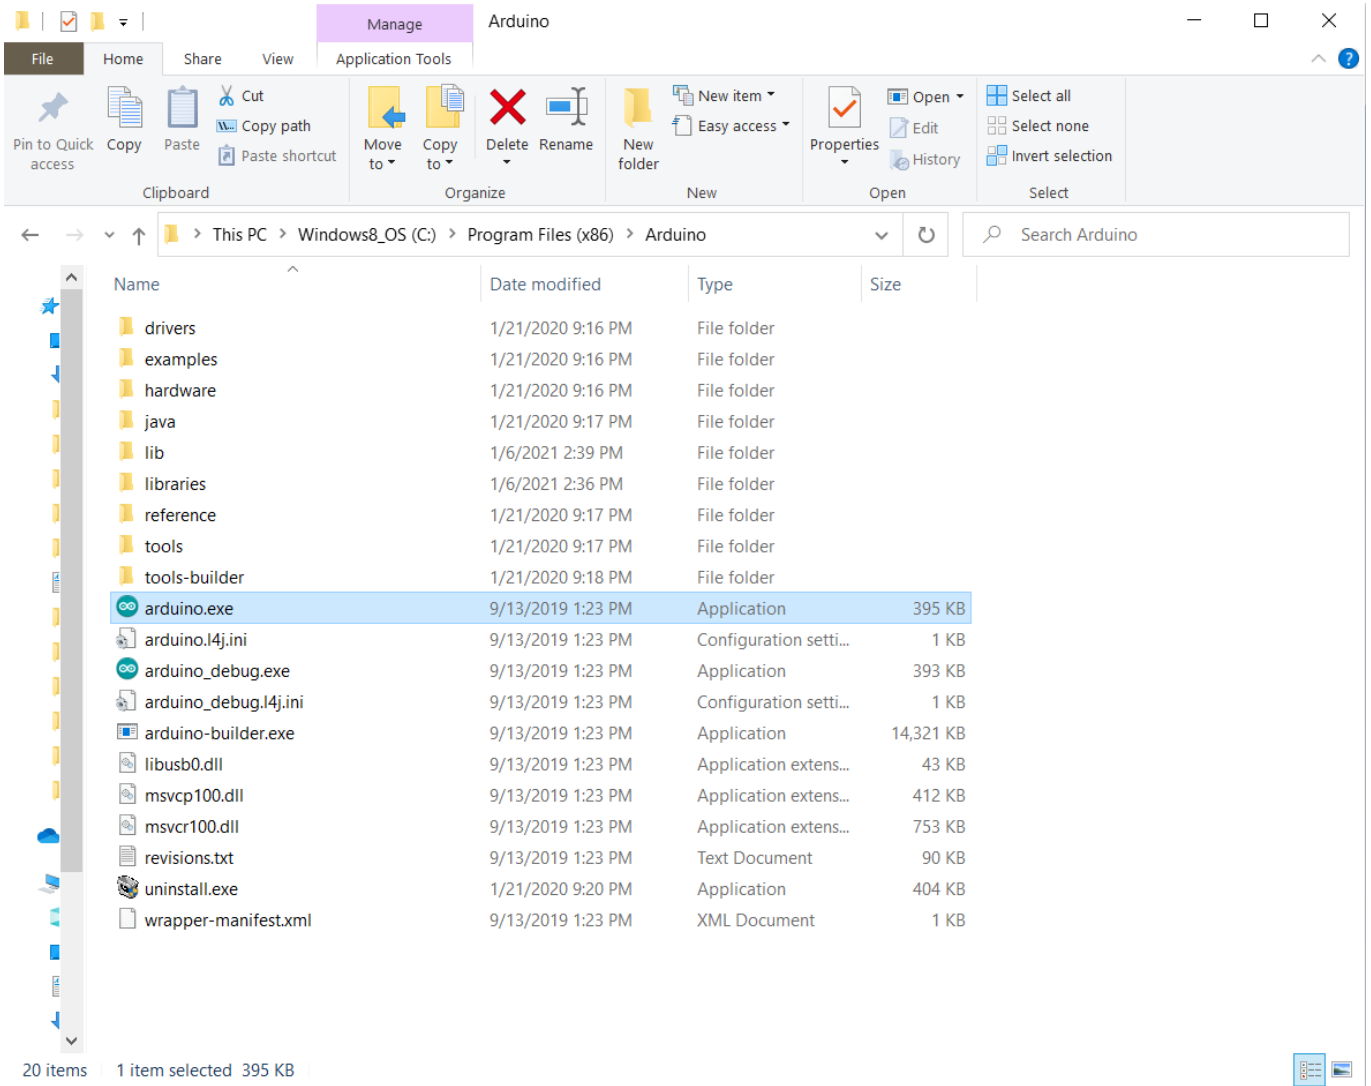 Manage
Arduino
File
Home
Share
View
Application Tools
Pin to Quick access
Copy
Paste
Cut
Copy path
Paste shortcut
Clipboard
Move to
Copy to
Delete
Rename
Organize
New folder
New item
Easy access
New
Properties
Open
Edit
History
Open
Select all
Select none
Invert selection
Select
This PC > Windows8_OS (C:) > Program Files (x86) > Arduino
Search Arduino
Name Date modified Type Size
drivers 1/21/2020 9:16 PM File folder
examples 1/21/2020 9:16 PM File folder
hardware 1/21/2020 9:16 PM File folder
java 1/21/2020 9:17 PM File folder
lib 1/6/2021 2:39 PM File folder
libraries 1/6/2021 2:36 PM File folder
reference 1/21/2020 9:17 PM File folder
tools 1/21/2020 9:17 PM File folder
tools-builder 1/21/2020 9:18 PM File folder
arduino.exe 9/13/2019 1:23 PM Application 395 KB
arduino.l4j.ini 9/13/2019 1:23 PM Configuration setti... 1 KB
arduino_debug.exe 9/13/2019 1:23 PM Application 393 KB
arduino_debug.l4j.ini 9/13/2019 1:23 PM Configuration setti... 1 KB
arduino-builder.exe 9/13/2019 1:23 PM Application 14,321 KB
libusb0.dll 9/13/2019 1:23 PM Application extens... 43 KB
msvcp100.dll 9/13/2019 1:23 PM Application extens... 412 KB
msvcr100.dll 9/13/2019 1:23 PM Application extens... 753 KB
revisions.txt 9/13/2019 1:23 PM Text Document 90 KB
uninstall.exe 1/21/2020 9:20 PM Application 404 KB
wrapper-manifest.xml 9/13/2019 1:23 PM XML Document 1 KB
20 items 1 item selected 395 KB